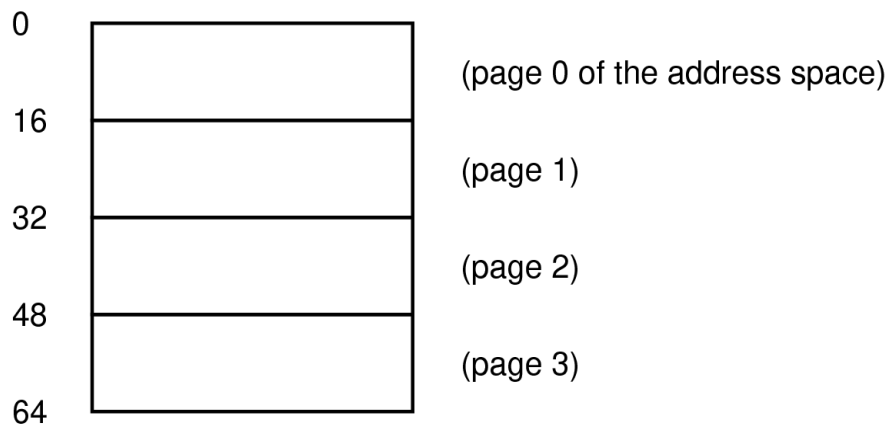 0
(page 0 of the address space)
16
(page 1)
32
(page 2)
48
(page 3)
64